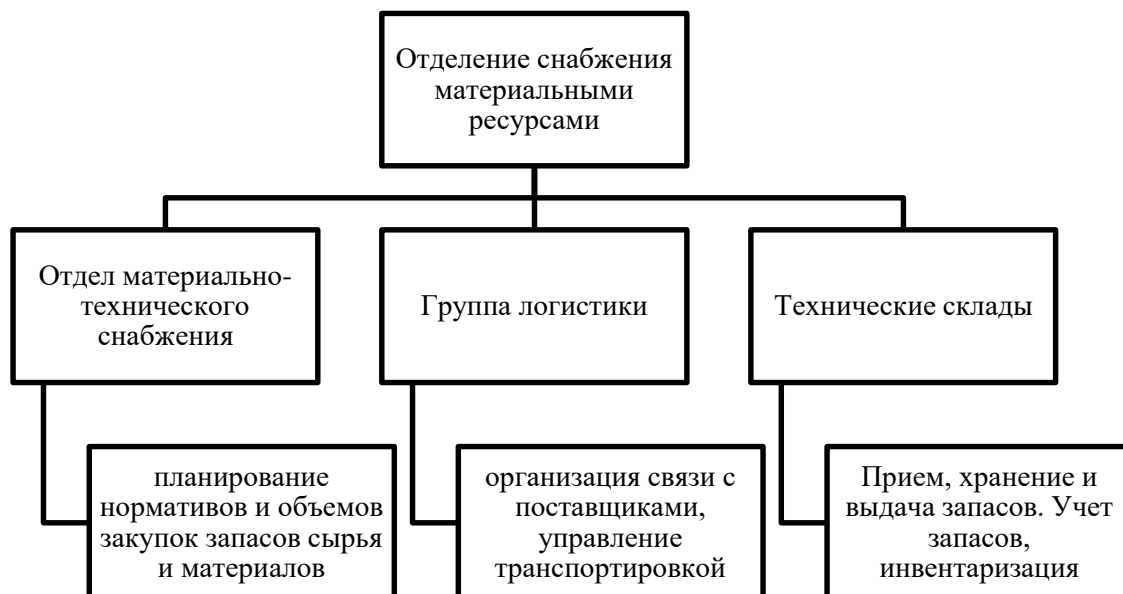 Отделение снабжения
материальными
ресурсами
Отдел материально-
технического
снабжения
Группа логистики
Технические склады
планирование
нормативов и объемов
закупок запасов сырья
и материалов
организация связи с
поставщиками,
управление
транспортировкой
Прием, хранение и
выдача запасов. Учет
запасов,
инвентаризация